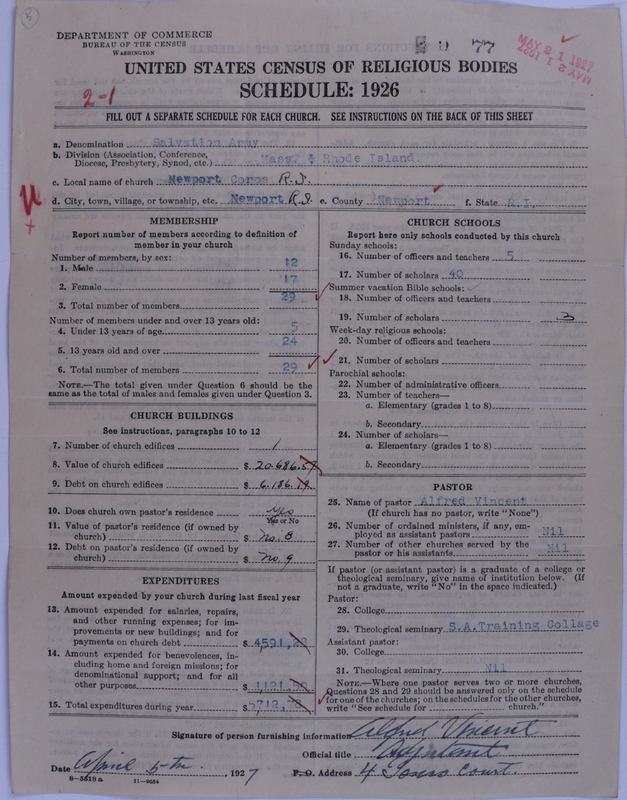 5
DEPARTMENT OF COMMERCE
BUREAU OF THE CENSUS
WASHINGTON
77
MAY 21 1927
UNITED STATES CENSUS OF RELIGIOUS BODIES
SCHEDULE: 1926
2-1
FILL OUT A SEPARATE SCHEDULE FOR EACH CHURCH. SEE INSTRUCTIONS ON THE BACK OF THIS SHEET
a. Denomination Salvation Army
b. Division (Association, Conference,
Diocese, Presbytery, Synod, etc.) Mass. & Rhode Island.
c. Local name of church Newport Corps R.I.
d. City, town, village, or township, etc. Newport R.I. e. County Newport f. State R.I.
MEMBERSHIP
Report number of members according to definition of
member in your church
Number of members, by sex:
1. Male 12
2. Female 17
3. Total number of members 29
Number of members under and over 13 years old:
4. Under 13 years of age 5
5. 13 years old and over 24
6. Total number of members 29
NOTE.—The total given under Question 6 should be the
same as the total of males and females given under Question 3.
CHURCH BUILDINGS
See instructions, paragraphs 10 to 12
7. Number of church edifices 1
8. Value of church edifices $ 20.686.57
9. Debt on church edifices $ 6.186.19
10. Does church own pastor's residence Yes
Yes or No
11. Value of pastor's residence (if owned by
church) $ no. 8
12. Debt on pastor's residence (if owned by
church) $ no. 9
EXPENDITURES
Amount expended by your church during last fiscal year
13. Amount expended for salaries, repairs,
and other running expenses; for im-
provements or new buildings; and for
payments on church debt $ 4591.28
14. Amount expended for benevolences, in-
cluding home and foreign missions; for
denominational support; and for all
other purposes $ 1121.
15. Total expenditures during year $5712.
CHURCH SCHOOLS
Report here only schools conducted by this church
Sunday schools:
16. Number of officers and teachers 5
17. Number of scholars 40
Summer vacation Bible schools:
18. Number of officers and teachers
19. Number of scholars 3
Week-day religious schools:
20. Number of officers and teachers
21. Number of scholars
Parochial schools:
22. Number of administrative officers
23. Number of teachers—
a. Elementary (grades 1 to 8)
b. Secondary
24. Number of scholars—
a. Elementary (grades 1 to 8)
b. Secondary
PASTOR
25. Name of pastor Alfred Vincent
(If church has no pastor, write "None")
26. Number of ordained ministers, if any, em-
ployed as assistant pastors Nil
27. Number of other churches served by the
pastor or his assistants Nil
If pastor (or assistant pastor) is a graduate of a college or
theological seminary, give name of institution below. (If
not a graduate, write "No" in the space indicated.)
Pastor:
28. College
29. Theological seminary S.A.Training Collage
Assistant pastor:
30. College
31. Theological seminary Nil
NOTE.—Where one pastor serves two or more churches,
Questions 28 and 29 should be answered only on the schedule
for one of the churches; on the schedules for the other churches,
write "See schedule for church."
Signature of person furnishing information Alfred Vincent
Official title Adjutant
Date April 5th, 1927 P.O. Address 4 Court.
8-5518a 11-9054